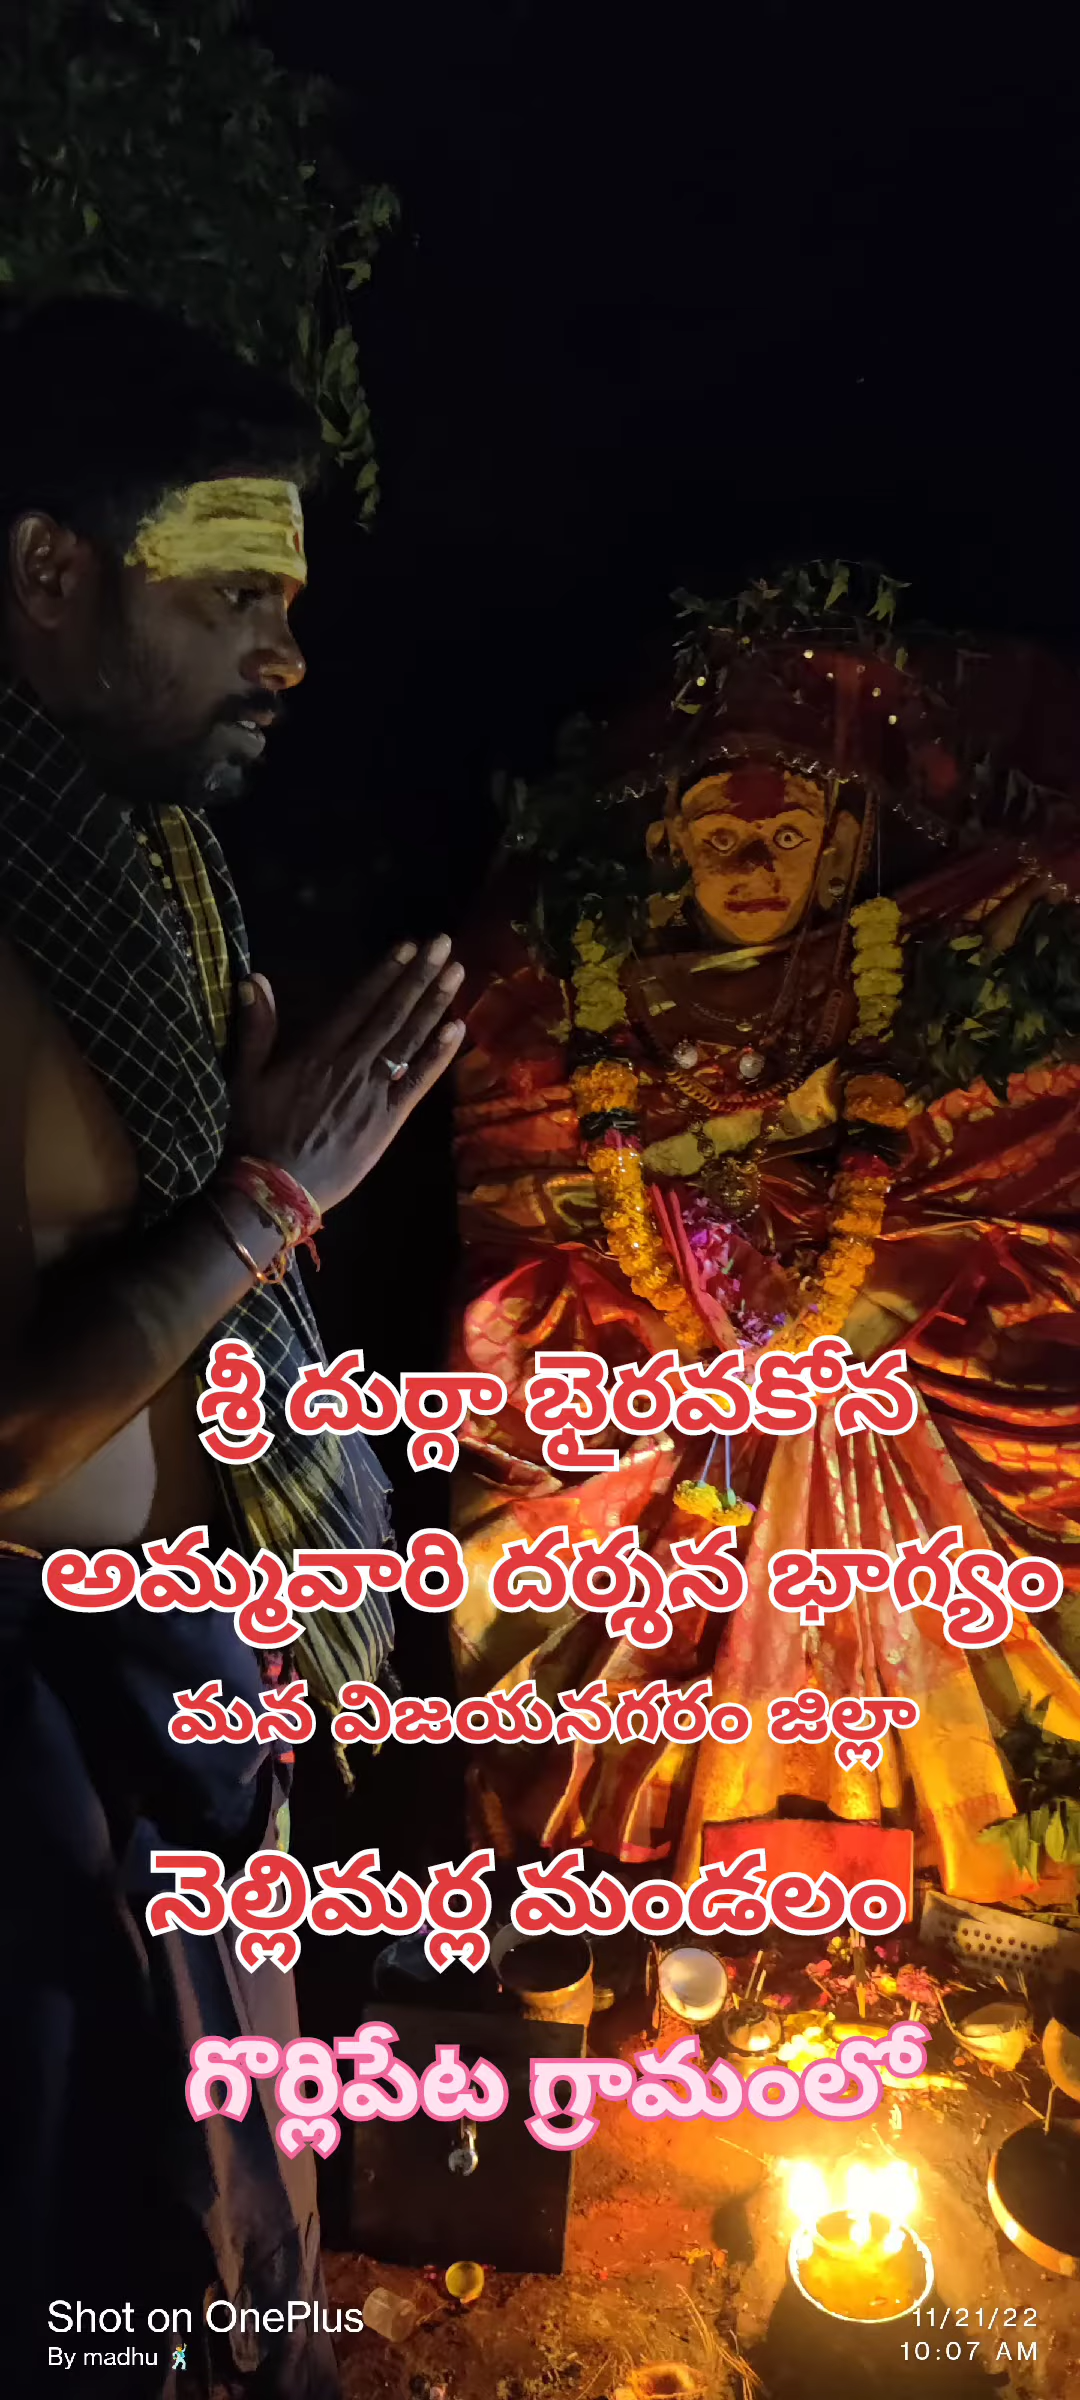 శ్రీ దుర్గా భైరవకోన
అమ్మవారి దర్శన భాగ్యం
మన విజయనగరం జిల్లా
నెల్లిమర్ల మండలం
గొర్లిపేట గ్రామంలో
Shot on OnePlus
By madhu 🕺
11/21/22
10:07 AM